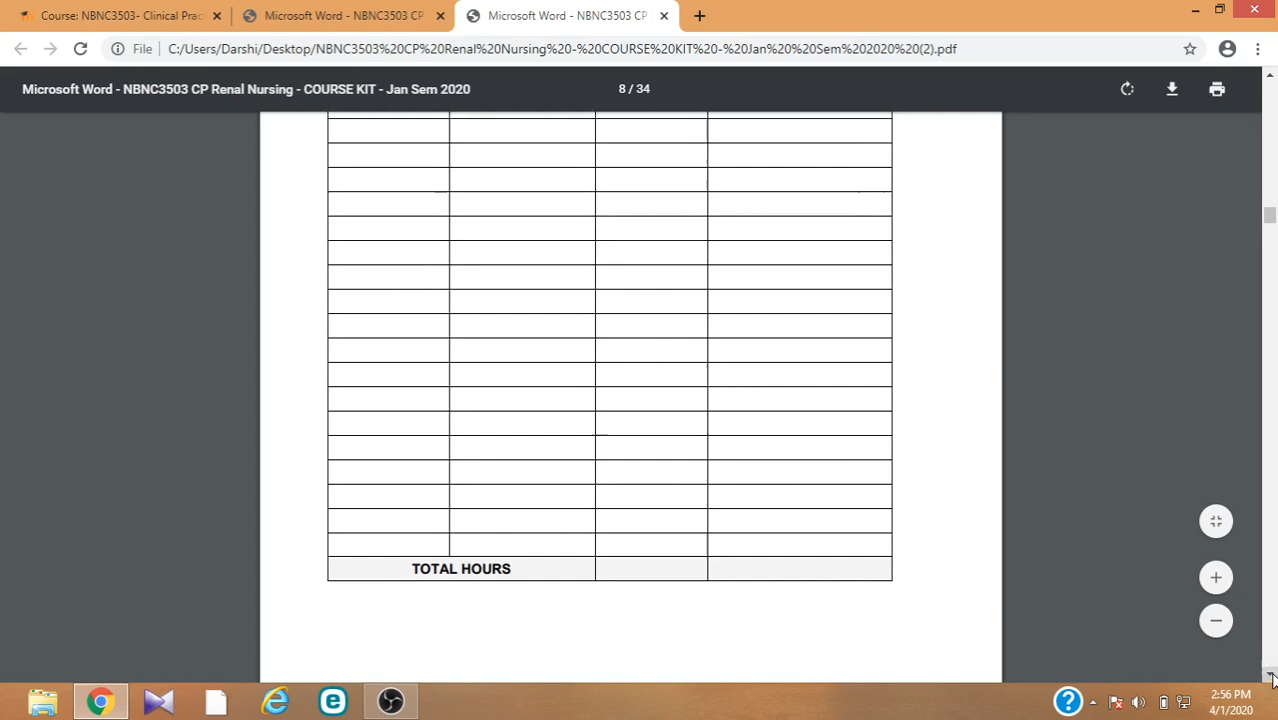 Course: NBNC3503- Clinical Prac
Microsoft Word - NBNC3503 CP
Microsoft Word - NBNC3503 CP
File
C:/Users/Darshi/Desktop/NBNC3503%20CP%20Renal%20Nursing%20-%20COURSE%20KIT%20-%20Jan%20%20Sem%202020%20(2).pdf
Microsoft Word - NBNC3503 CP Renal Nursing - COURSE KIT - Jan Sem 2020
8 / 34
TOTAL HOURS
2:56 PM
4/1/2020